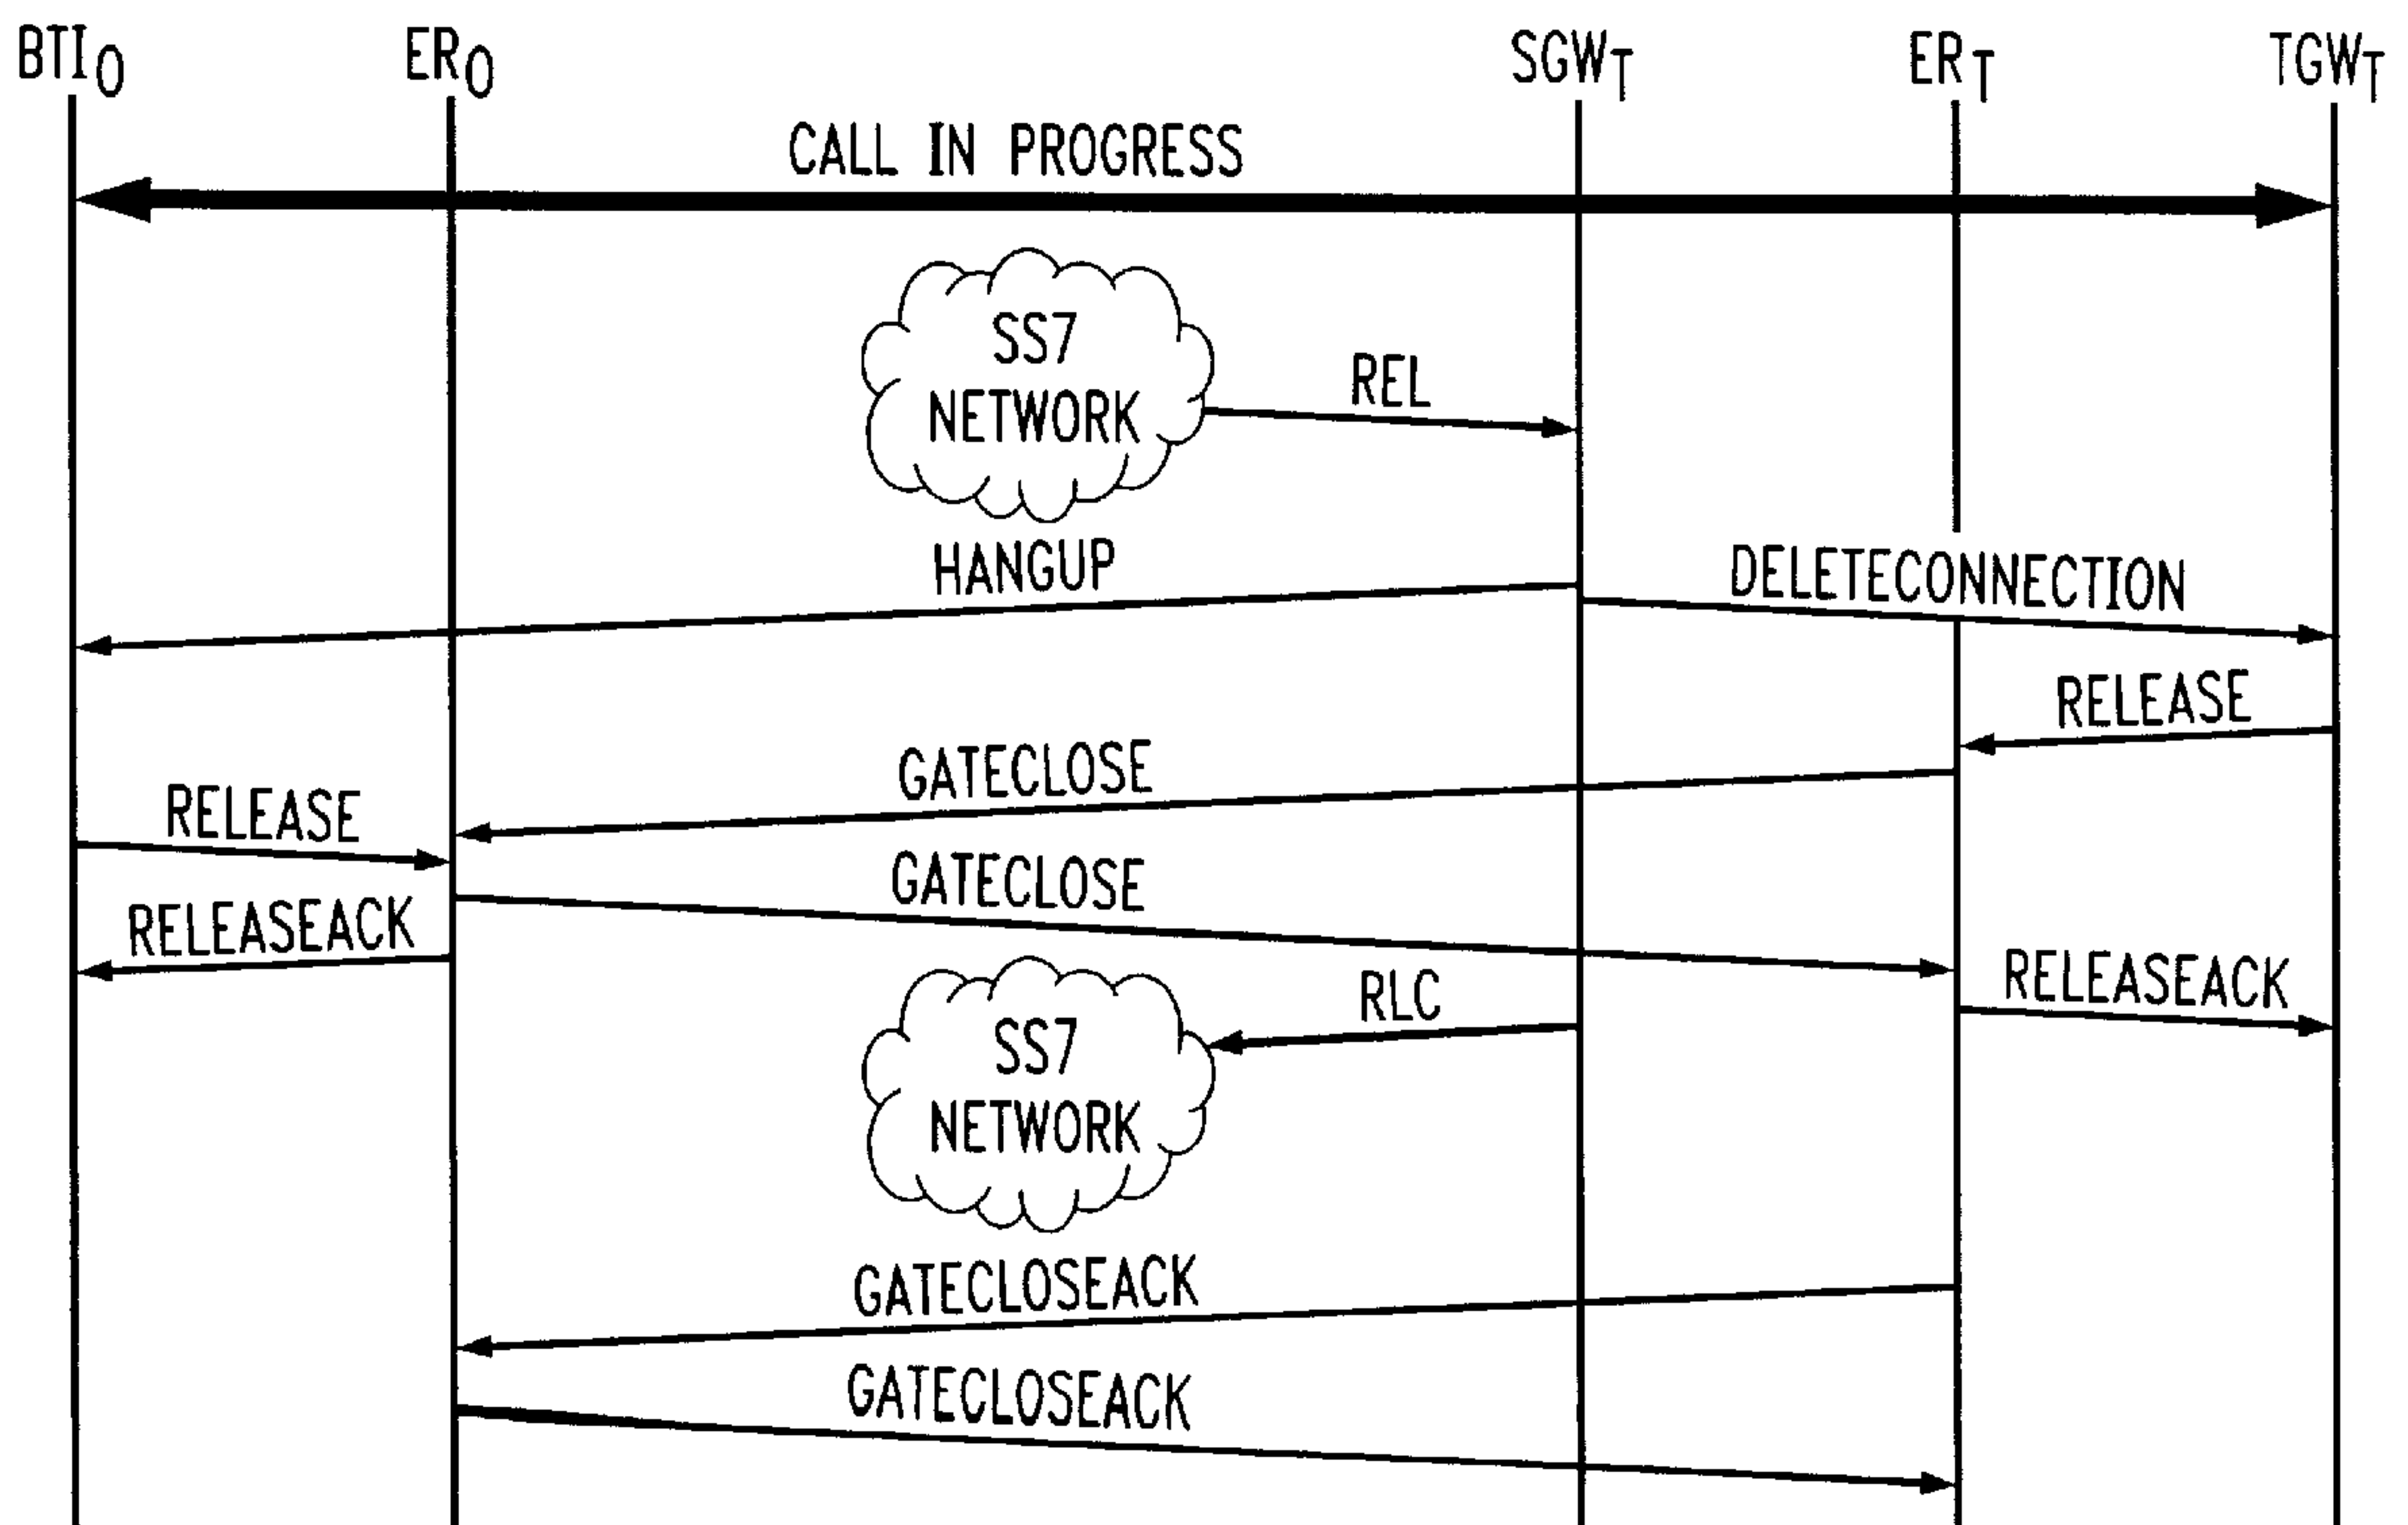 BTIO
ERO
SGWT
ERT
TGWT
CALL IN PROGRESS
SS7
NETWORK
REL
HANGUP
DELETECONNECTION
RELEASE
GATECLOSE
RELEASE
GATECLOSE
RELEASEACK
RELEASEACK
RLC
SS7
NETWORK
GATECLOSEACK
GATECLOSEACK